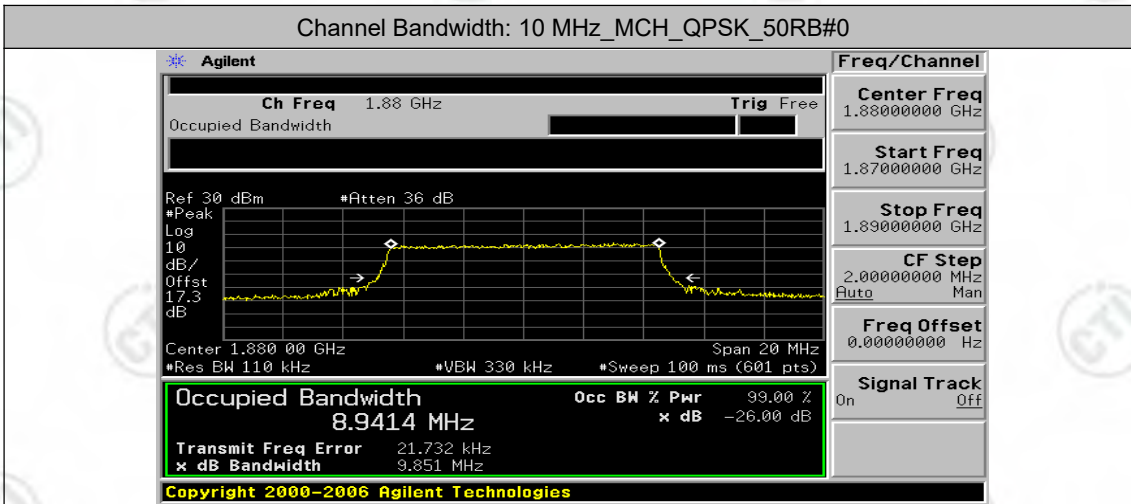 Channel Bandwidth: 10 MHz_MCH_QPSK_50RB#0
Agilent
Freq/Channel
Ch Freq 1.88 GHz Trig Free
Occupied Bandwidth
Center Freq
1.88000000 GHz
Start Freq
1.87000000 GHz
Stop Freq
1.89000000 GHz
CF Step
2.00000000 MHz
Auto Man
Freq Offset
0.00000000 Hz
Signal Track
On Off
Ref 30 dBm #Atten 36 dB
#Peak
Log
10
dB/
Offst
17.3
dB
Center 1.880 00 GHz Span 20 MHz
#Res BW 110 kHz #VBW 330 kHz #Sweep 100 ms (601 pts)
Occupied Bandwidth Occ BW % Pwr 99.00 %
8.9414 MHz x dB -26.00 dB
Transmit Freq Error 21.732 kHz
x dB Bandwidth 9.851 MHz
Copyright 2000-2006 Agilent Technologies